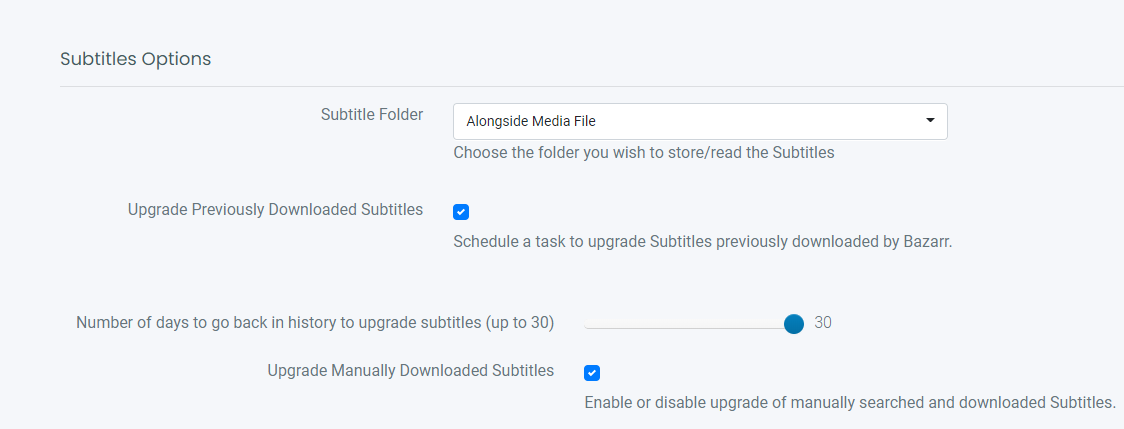 Subtitles Options
Subtitle Folder
Alongside Media File
Choose the folder you wish to store/read the Subtitles
Upgrade Previously Downloaded Subtitles
Schedule a task to upgrade Subtitles previously downloaded by Bazarr.
Number of days to go back in history to upgrade subtitles (up to 30)
30
Upgrade Manually Downloaded Subtitles
Enable or disable upgrade of manually searched and downloaded Subtitles.